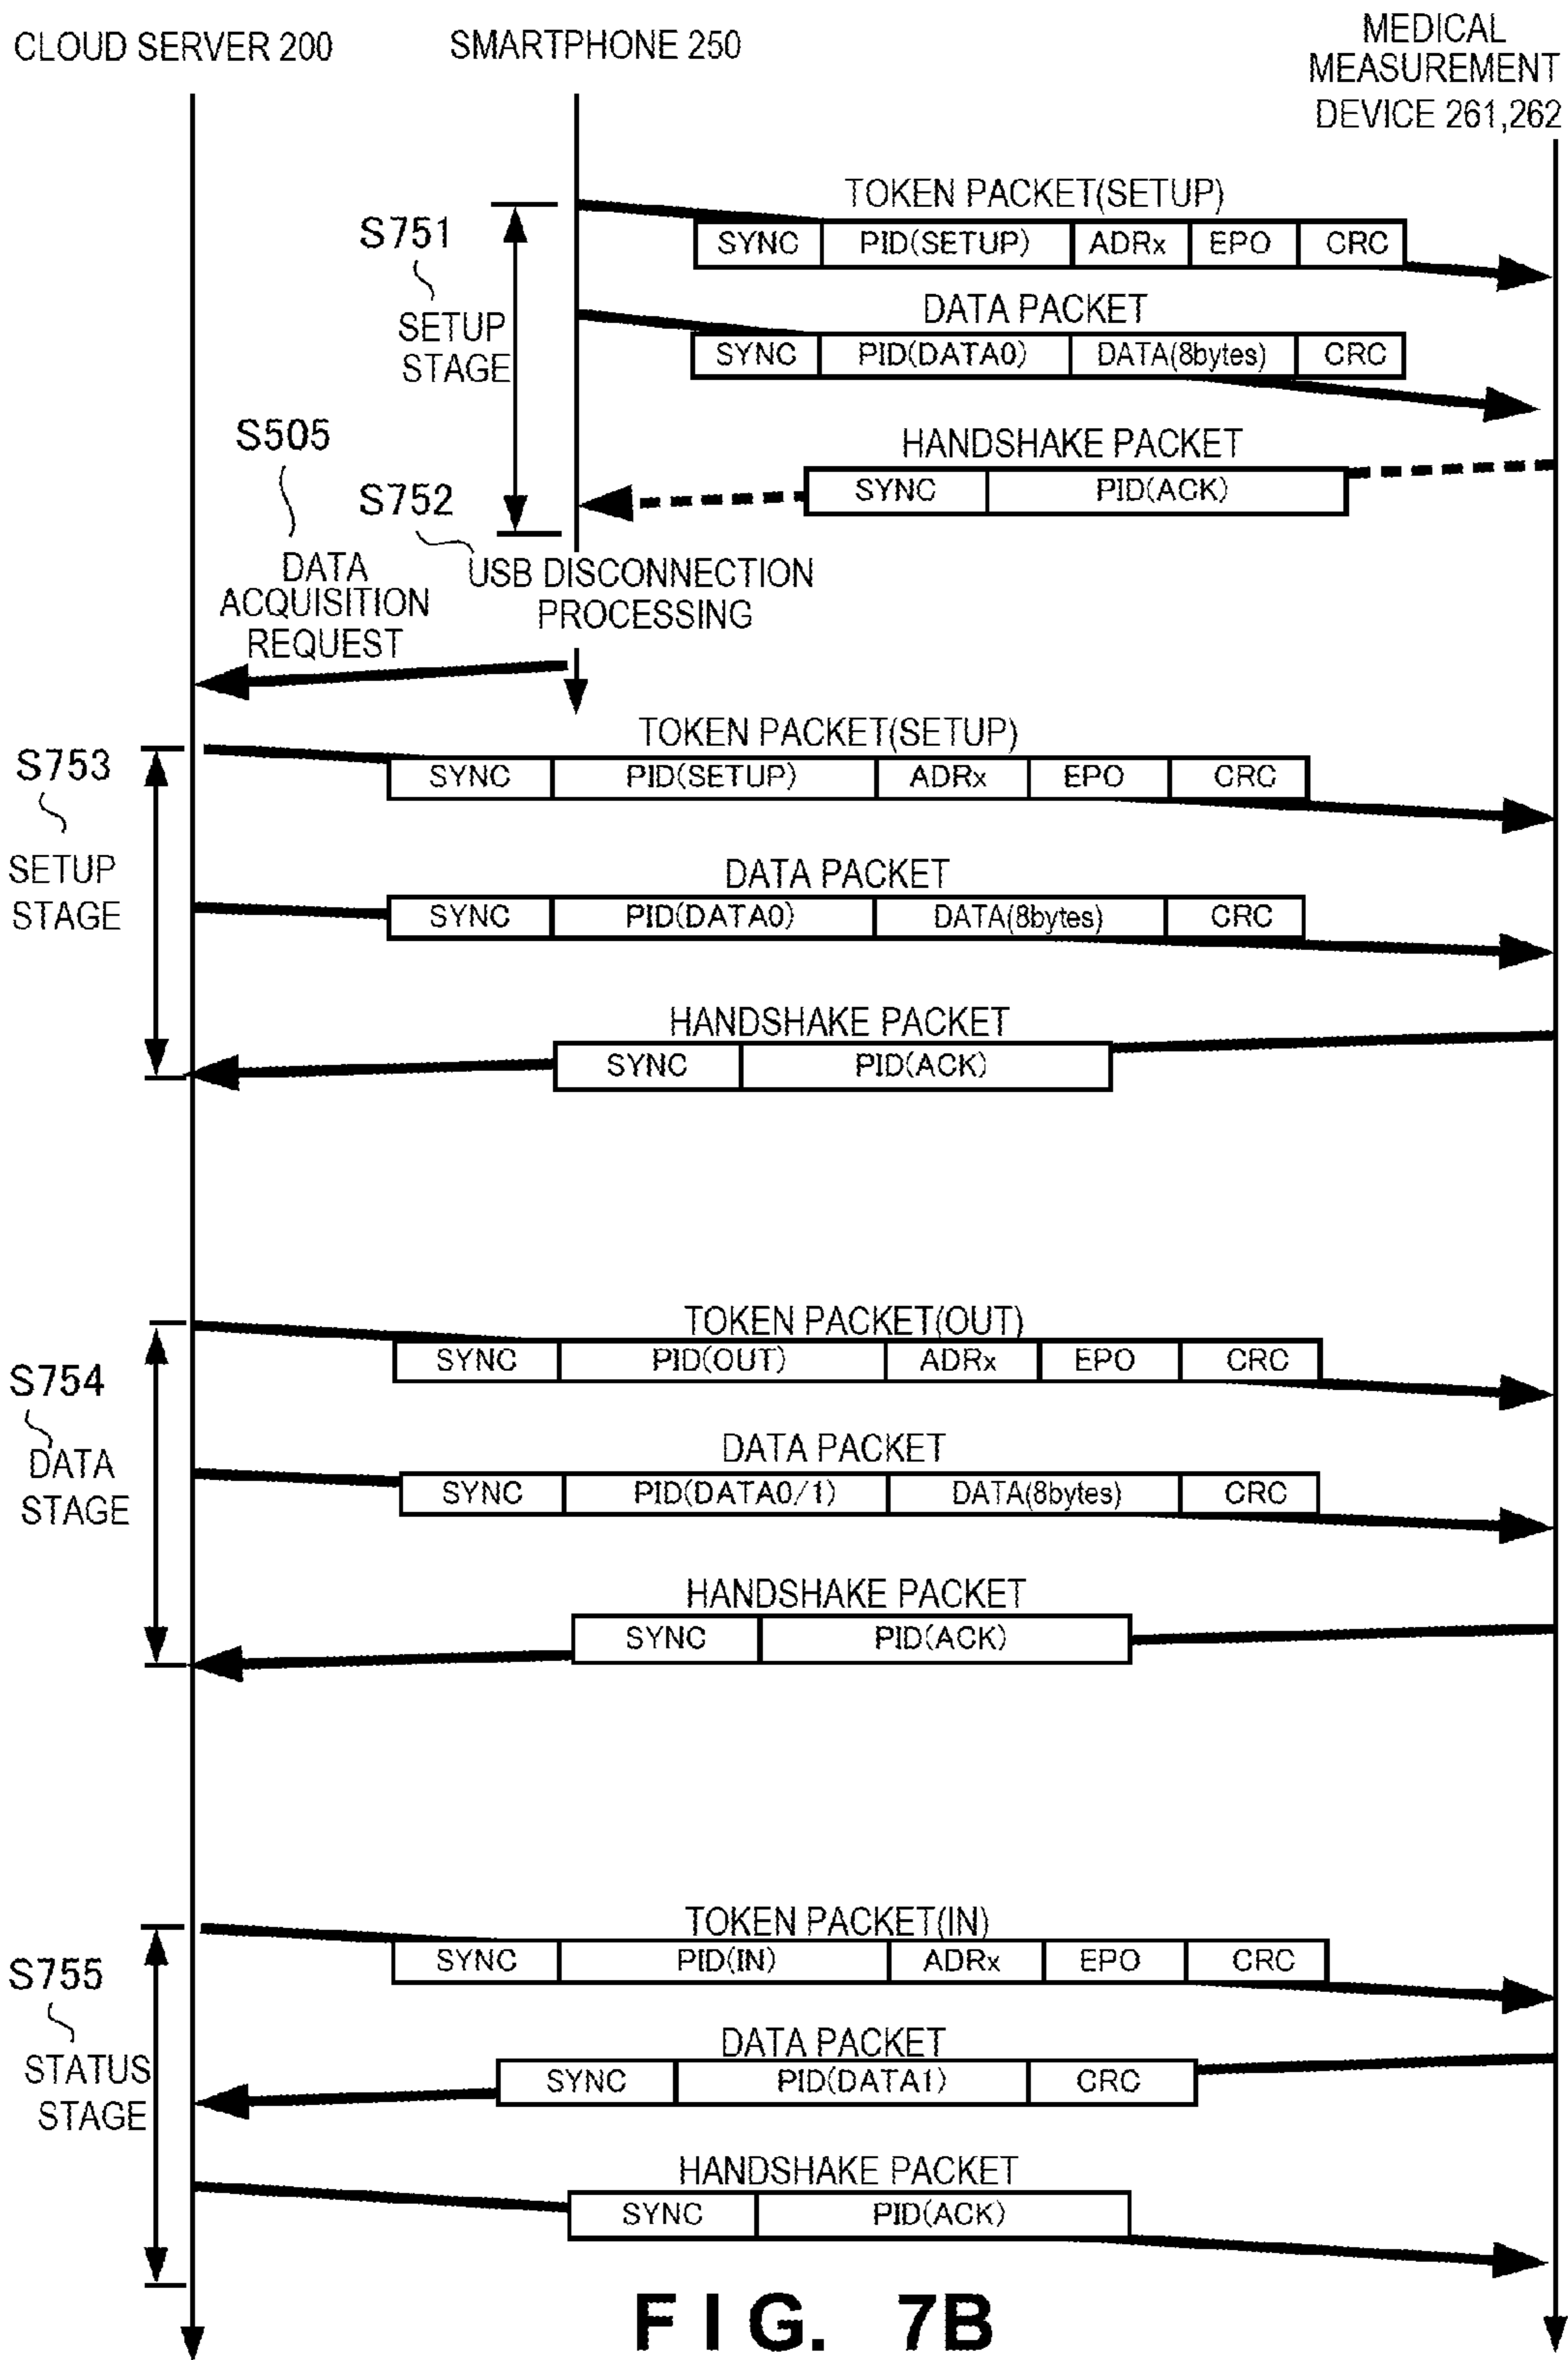 CLOUD SERVER 200
SMARTPHONE 250
MEDICAL
MEASUREMENT
DEVICE 261,262
TOKEN PACKET(SETUP)
S751
SYNC PID(SETUP) ADRx EPO CRC
SETUP
STAGE
DATA PACKET
SYNC PID(DATA0) DATA(8bytes) CRC
HANDSHAKE PACKET
SYNC PID(ACK)
S505
DATA
ACQUISITION
REQUEST
S752
USB DISCONNECTION
PROCESSING
TOKEN PACKET(SETUP)
S753
SYNC PID(SETUP) ADRx EPO CRC
SETUP
STAGE
DATA PACKET
SYNC PID(DATA0) DATA(8bytes) CRC
HANDSHAKE PACKET
SYNC PID(ACK)
TOKEN PACKET(OUT)
SYNC PID(OUT) ADRx EPO CRC
S754
DATA
STAGE
DATA PACKET
SYNC PID(DATA0/1) DATA(8bytes) CRC
HANDSHAKE PACKET
SYNC PID(ACK)
TOKEN PACKET(IN)
SYNC PID(IN) ADRx EPO CRC
S755
STATUS
STAGE
DATA PACKET
SYNC PID(DATA1) CRC
HANDSHAKE PACKET
SYNC PID(ACK)
FIG. 7B